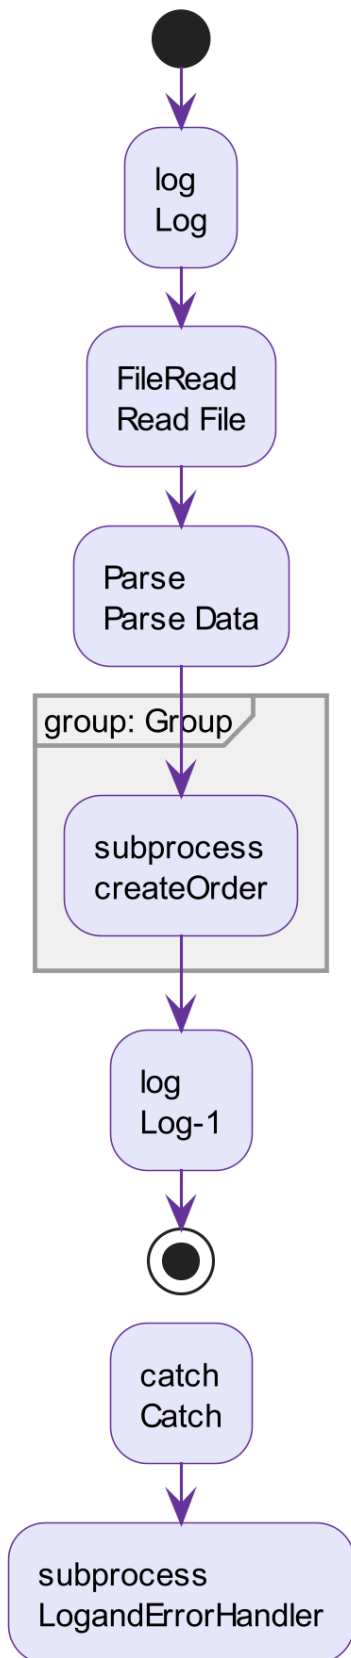 log
Log
FileRead
Read File
Parse
Parse Data
group: Group
subprocess
createOrder
log
Log-1
catch
Catch
subprocess
LogandErrorHandler